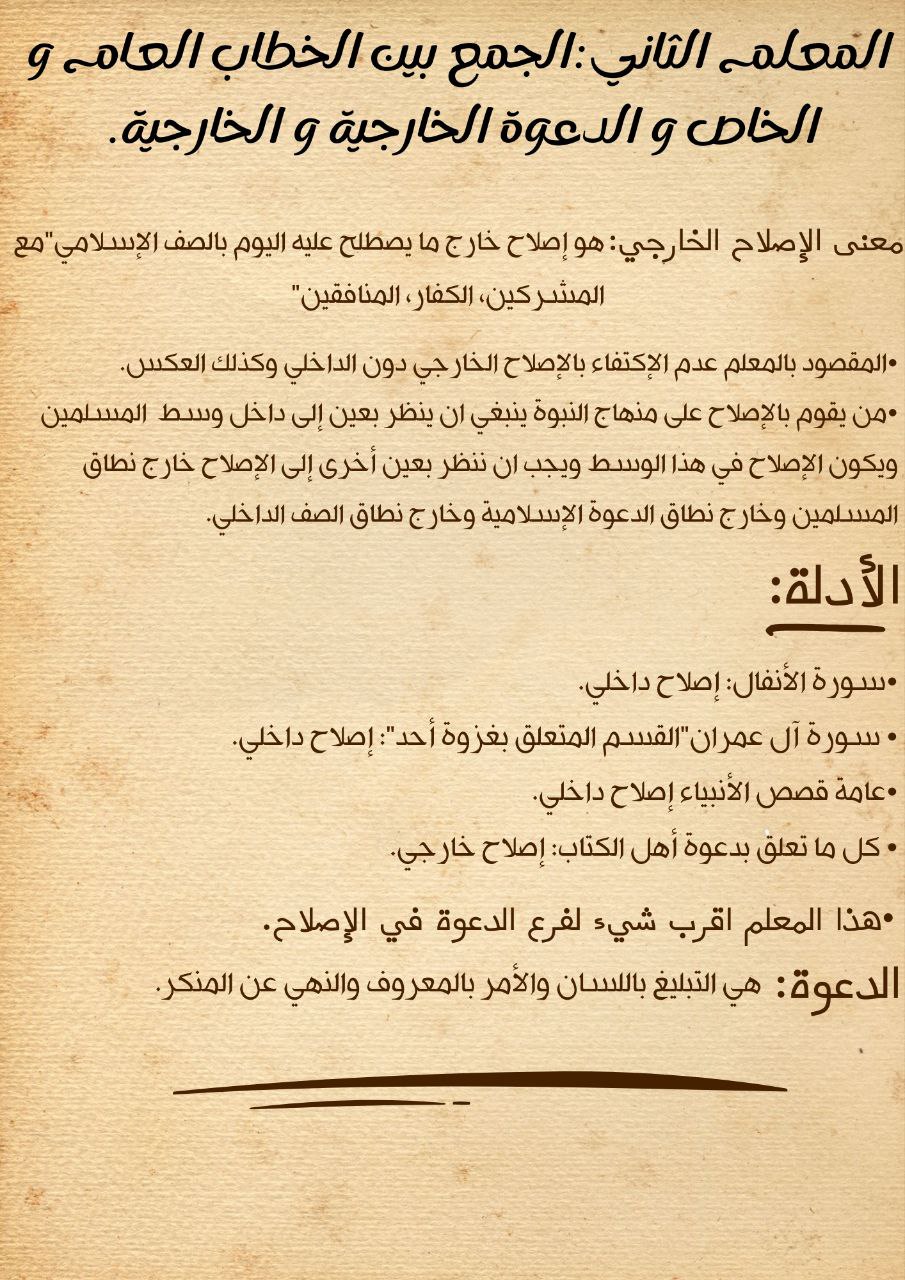 المعلم الثاني :الجمع بين الخطاب العام و
الخاص و الدعوة الخارجية و الخارجية.
معنى الإصلاح الخارجي: هو إصلاح خارج ما يصطلح عليه اليوم بالصف الإسلامي"مع
المشركين، الكفار، المنافقين"
•المقصود بالمعلم عدم الإكتفاء بالإصلاح الخارجي دون الداخلي وكذلك العكس.
•من يقوم بالإصلاح على منهاج النبوة ينبغي ان ينظر بعين إلى داخل وسط المسلمين
ويكون الإصلاح في هذا الوسط ويجب ان ننظر بعين أخرى إلى الإصلاح خارج نطاق
المسلمين وخارج نطاق الدعوة الإسلامية وخارج نطاق الصف الداخلي.
الأدلة:
•سورة الأنفال: إصلاح داخلي.
• سورة آل عمران"القسم المتعلق بغزوة أحد": إصلاح داخلي.
•عامة قصص الأنبياء إصلاح داخلي.
• كل ما تعلق بدعوة أهل الكتاب: إصلاح خارجي.
•هذا المعلم اقرب شيء لفرع الدعوة في الإصلاح.
الدعوة: هي التبليغ باللسان والأمر بالمعروف والنهي عن المنكر.